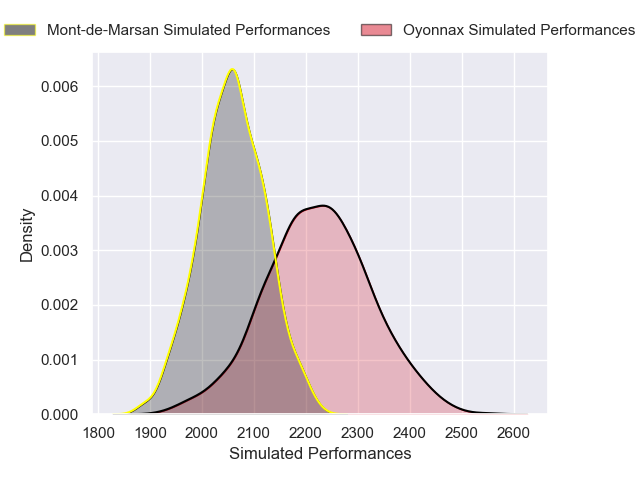 Mont-de-Marsan Simulated Performances
Oyonnax Simulated Performances
0.006
0.005
0.004
0.003
0.002
0.001
0.000
Density
1800 1900 2000 2100 2200 2300 2400 2500 2600
Simulated Performances